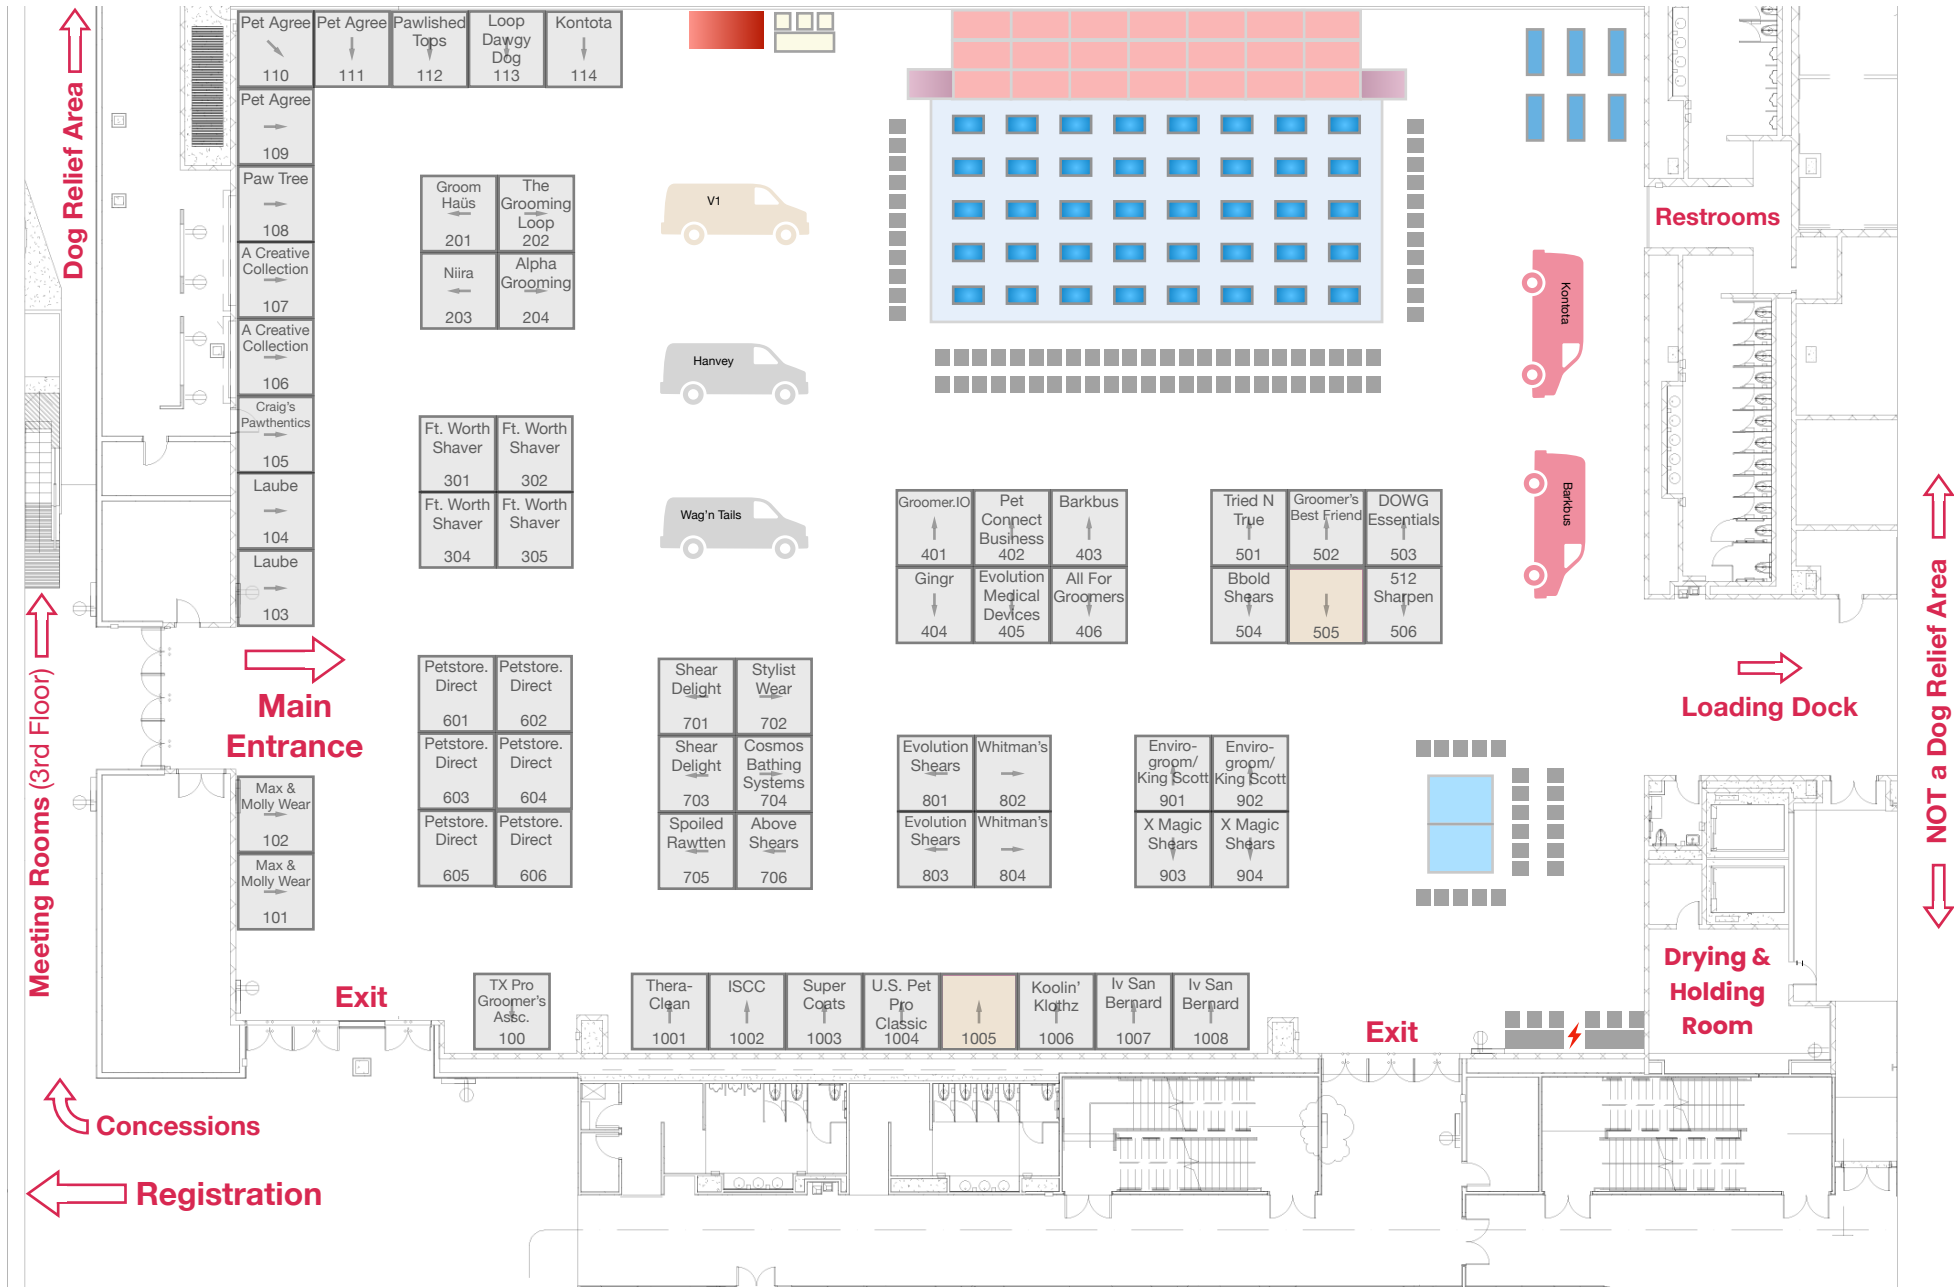 Dog Relief Area
Pet Agree
110
Pet Agree
111
Pawlished
Tops
112
Loop
Dawgy
Dog
113
Kontota
114
Pet Agree
109
Paw Tree
108
A Creative
Collection
107
A Creative
Collection
106
Craig's
Pawthentics
105
Laube
104
Laube
103
Groom
Haüs
201
The
Grooming
Loop
202
Niira
203
Alpha
Grooming
204
V1
Hanvey
Wag'n Tails
Restrooms
Kontota
Barkbus
Ft. Worth
Shaver
301
Ft. Worth
Shaver
302
Ft. Worth
Shaver
304
Ft. Worth
Shaver
305
Groomer.IO
401
Pet
Connect
Business
402
Barkbus
403
Gingr
404
Evolution
Medical
Devices
405
All For
Groomers
406
Tried N
True
501
Groomer's
Best Friend
502
DOWG
Essentials
503
Bbold
Shears
504
505
512
Sharpen
506
Main
Entrance
Meeting Rooms (3rd Floor)
Loading Dock
NOT a Dog Relief Area
Petstore.
Direct
601
Petstore.
Direct
602
Petstore.
Direct
603
Petstore.
Direct
604
Petstore.
Direct
605
Petstore.
Direct
606
Shear
Delight
701
Stylist
Wear
702
Shear
Delight
703
Cosmos
Bathing
Systems
704
Spoiled
Rawtten
705
Above
Shears
706
Evolution
Shears
801
Whitman's
802
Evolution
Shears
803
Whitman's
804
Enviro-
groom/
King Scott
901
Enviro-
groom/
King Scott
902
X Magic
Shears
903
X Magic
Shears
904
Max &
Molly Wear
102
Max &
Molly Wear
101
Exit
TX Pro
Groomer's
Assc.
100
Thera-
Clean
1001
ISCC
1002
Super
Coats
1003
U.S. Pet
Pro
Classic
1004
1005
Koolin'
Klothz
1006
Iv San
Bernard
1007
Iv San
Bernard
1008
Exit
Drying &
Holding
Room
Concessions
Registration